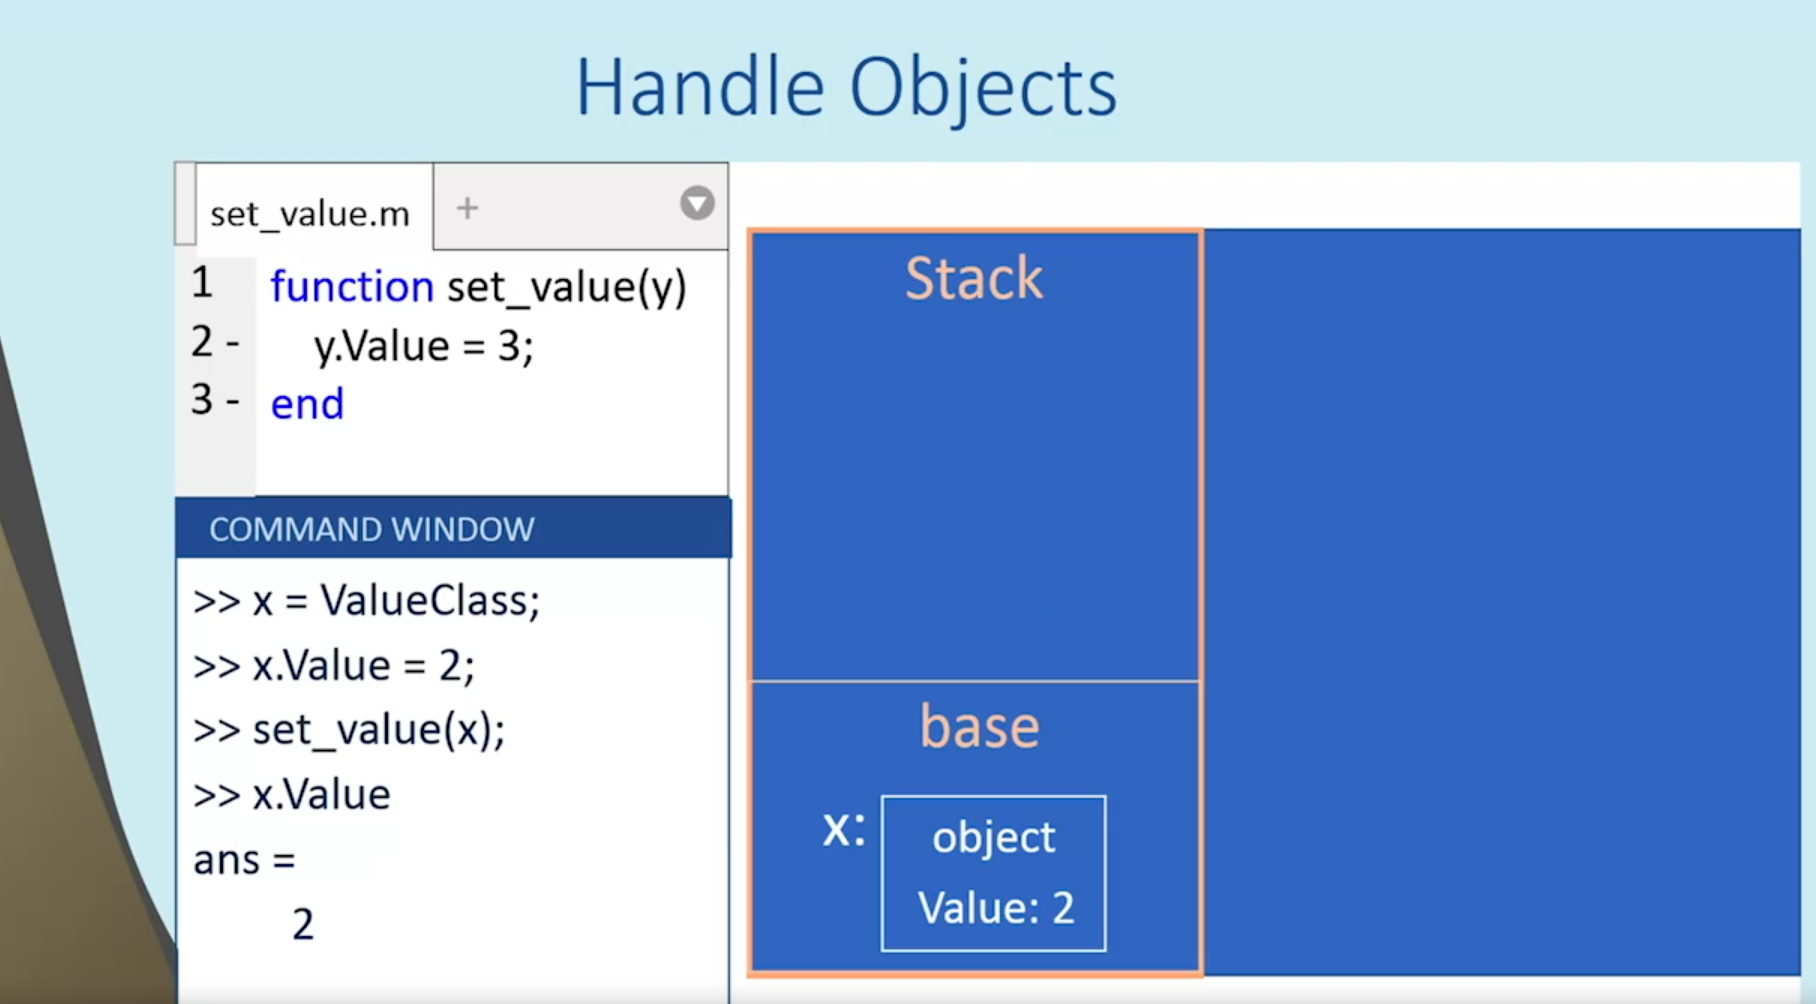 Handle Objects
set_value.m +
1 function set_value(y)
2 - y.Value = 3;
3 - end
COMMAND WINDOW
>> x = ValueClass;
>> x.Value = 2;
>> set_value(x);
>> x.Value
ans =
2
Stack
base
x:
object
Value: 2